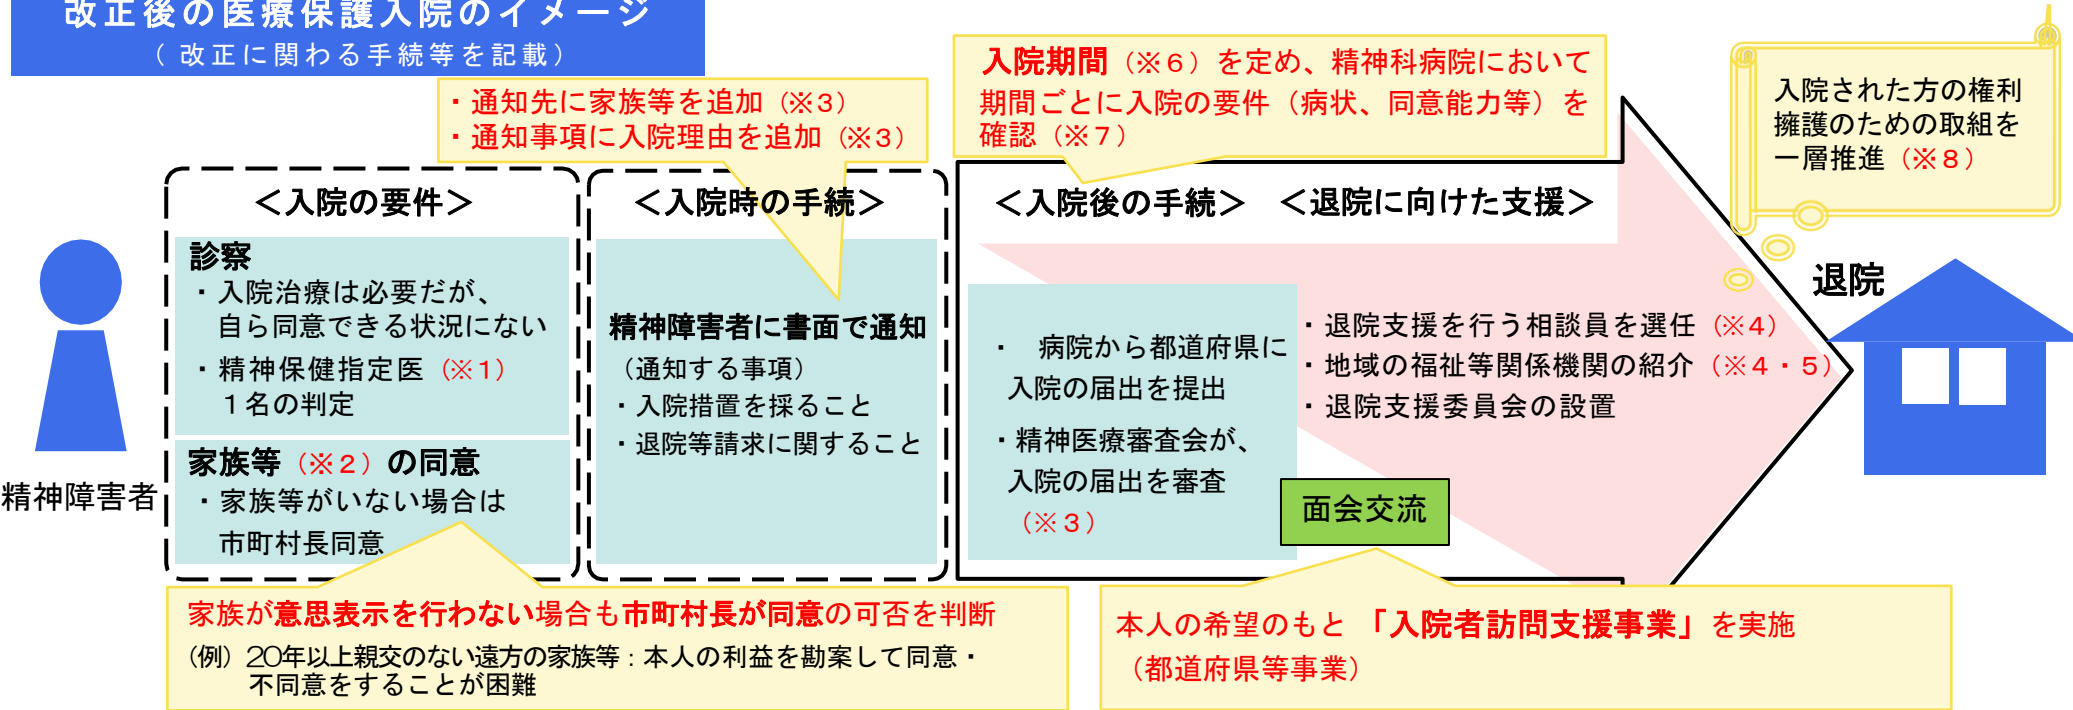 改正後の医療保護入院のイメージ
（改正に関わる手続等を記載）
・通知先に家族等を追加（※３）
・通知事項に入院理由を追加（※３）
入院期間（※６）を定め、精神科病院において
期間ごとに入院の要件（病状、同意能力等）を
確認（※７）
入院された方の権利
擁護のための取組を
一層推進（※８）
精神障害者
＜入院の要件＞
診察
・入院治療は必要だが、
自ら同意できる状況にない
・精神保健指定医（※１）
１名の判定
家族等（※２）の同意
・家族等がいない場合は
市町村長同意
＜入院時の手続＞
精神障害者に書面で通知
（通知する事項）
・入院措置を採ること
・退院等請求に関すること
＜入院後の手続＞
・　病院から都道府県に
入院の届出を提出
・精神医療審査会が、
入院の届出を審査
（※３）
＜退院に向けた支援＞
・退院支援を行う相談員を選任（※４）
・地域の福祉等関係機関の紹介（※４・５）
・退院支援委員会の設置
面会交流
退院
家族が意思表示を行わない場合も市町村長が同意の可否を判断
（例）20年以上親交のない遠方の家族等：本人の利益を勘案して同意・
不同意をすることが困難
本人の希望のもと「入院者訪問支援事業」を実施
（都道府県等事業）